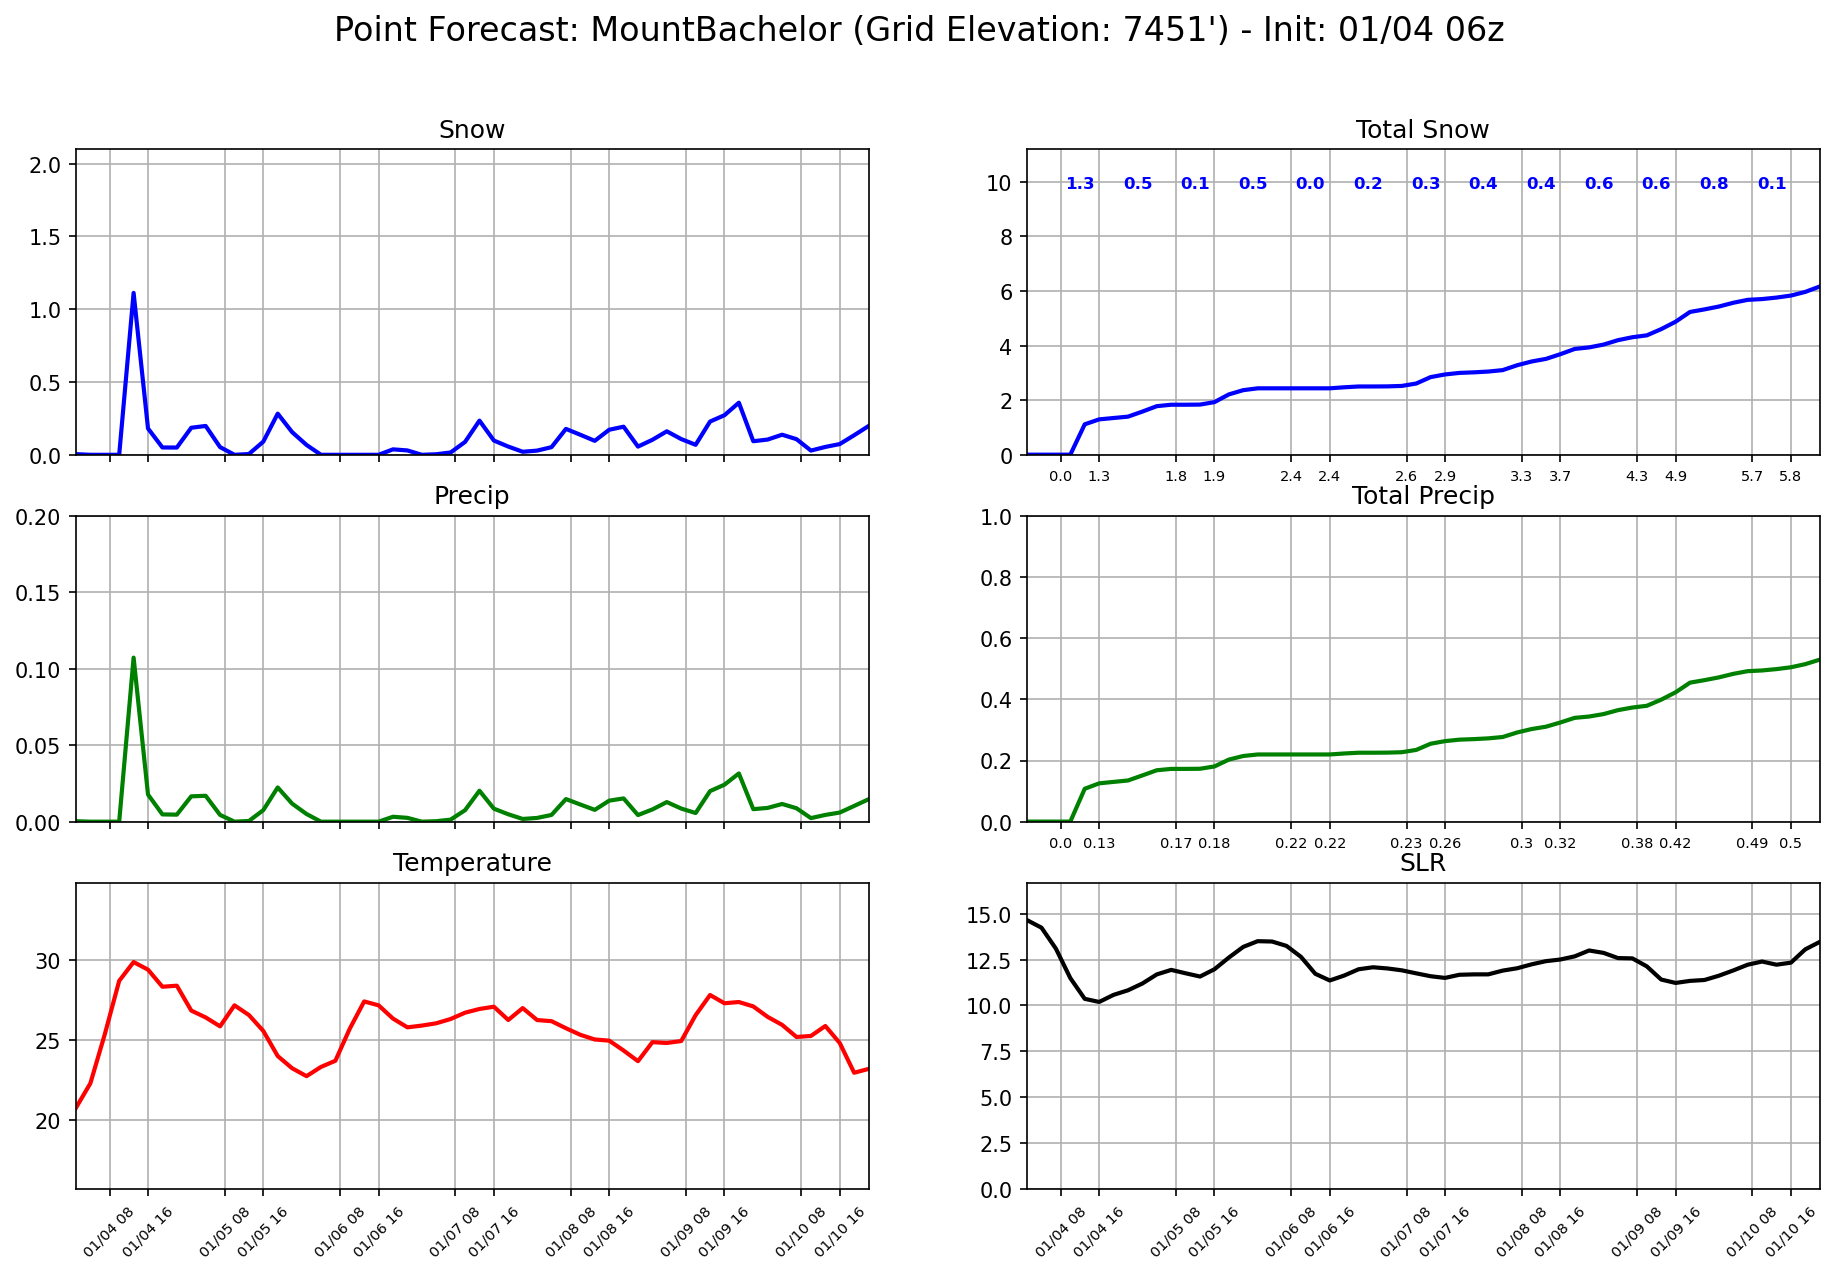 Point Forecast: MountBachelor (Grid Elevation: 7451') - Init: 01/04 06z
Snow
2.0
1.5
1.0
0.5
0.0
Total Snow
10
8
6
4
2
0
1.3 0.5 0.1 0.5 0.0 0.2 0.3 0.4 0.4 0.6 0.6 0.8 0.1
0.0 1.3 1.8 1.9 2.4 2.4 2.6 2.9 3.3 3.7 4.3 4.9 5.7 5.8
Precip
0.20
0.15
0.10
0.05
0.00
Total Precip
1.0
0.8
0.6
0.4
0.2
0.0
0.0 0.13 0.17 0.18 0.22 0.22 0.23 0.26 0.3 0.32 0.38 0.42 0.49 0.5
Temperature
30
25
20
01/04 08 01/04 16 01/05 08 01/05 16 01/06 08 01/06 16 01/07 08 01/07 16 01/08 08 01/08 16 01/09 08 01/09 16 01/10 08 01/10 16
SLR
15.0
12.5
10.0
7.5
5.0
2.5
0.0
01/04 08 01/04 16 01/05 08 01/05 16 01/06 08 01/06 16 01/07 08 01/07 16 01/08 08 01/08 16 01/09 08 01/09 16 01/10 08 01/10 16